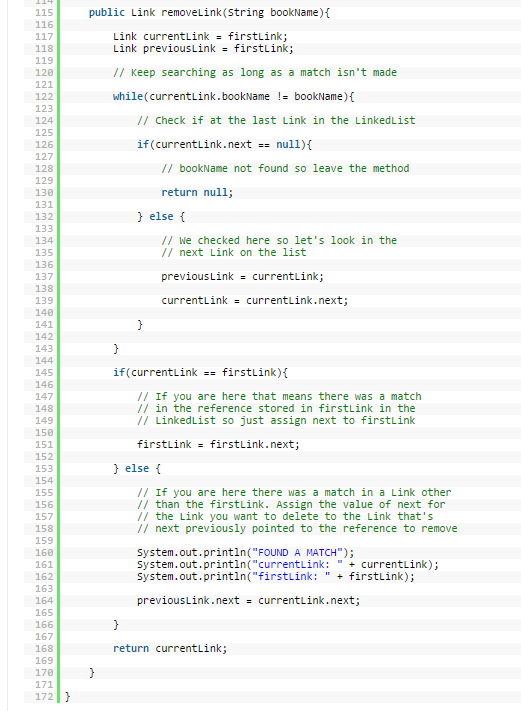 114
115 public Link removeLink(String bookName){
116
117 Link currentLink = firstLink;
118 Link previousLink = firstLink;
119
120 // Keep searching as long as a match isn't made
121
122 while(currentLink.bookName != bookName){
123
124 // Check if at the last Link in the LinkedList
125
126 if(currentLink.next == null){
127
128 // bookName not found so leave the method
129
130 return null;
131
132 } else {
133
134 // We checked here so let's look in the
135 // next Link on the list
136
137 previousLink = currentLink;
138
139 currentLink = currentLink.next;
140
141 }
142
143 }
144
145 if(currentLink == firstLink){
146
147 // If you are here that means there was a match
148 // in the reference stored in firstLink in the
149 // LinkedList so just assign next to firstLink
150
151 firstLink = firstLink.next;
152
153 } else {
154
155 // If you are here there was a match in a Link other
156 // than the firstLink. Assign the value of next for
157 // the Link you want to delete to the Link that's
158 // next previously pointed to the reference to remove
159
160 System.out.println("FOUND A MATCH");
161 System.out.println("currentLink: " + currentLink);
162 System.out.println("firstLink: " + firstLink);
163
164 previousLink.next = currentLink.next;
165
166 }
167
168 return currentLink;
169
170 }
171
172 }